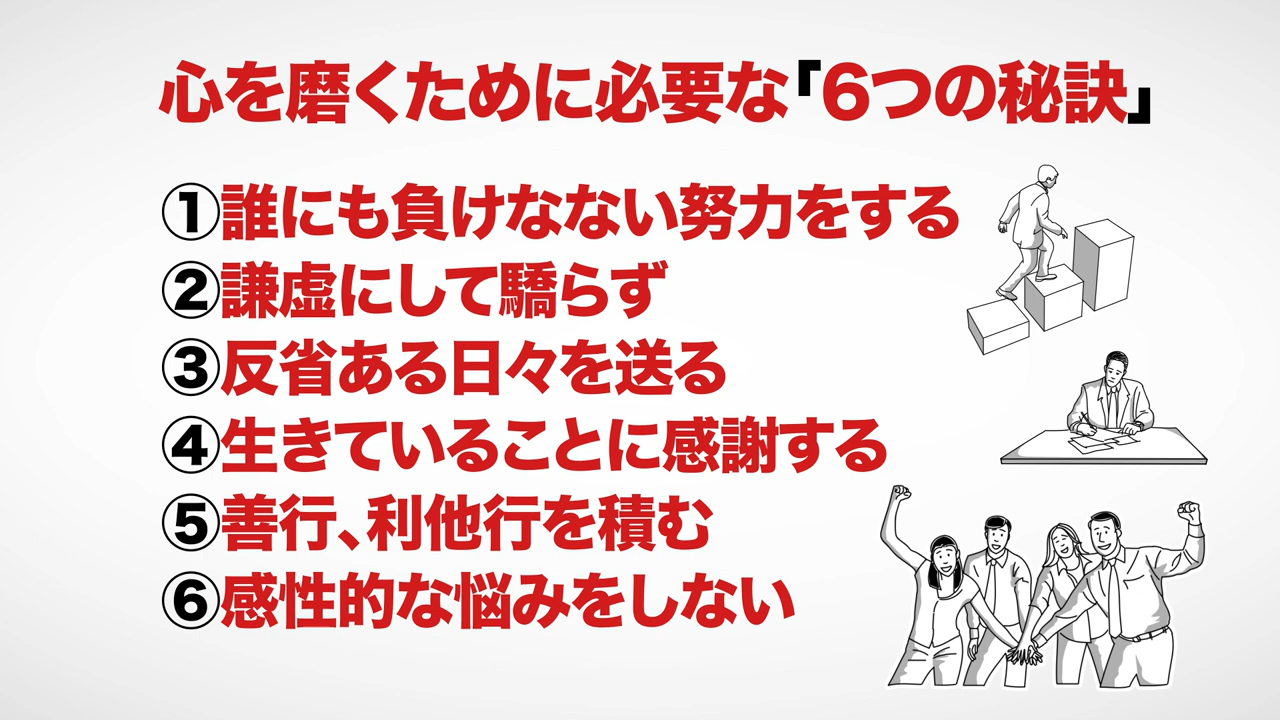 心を磨くために必要な「6つの秘訣」
①誰にも負けなない努力をする
②謙虚にして驕らず
③反省ある日々を送る
④生きていることに感謝する
⑤善行、利他行を積む
⑥感性的な悩みをしない